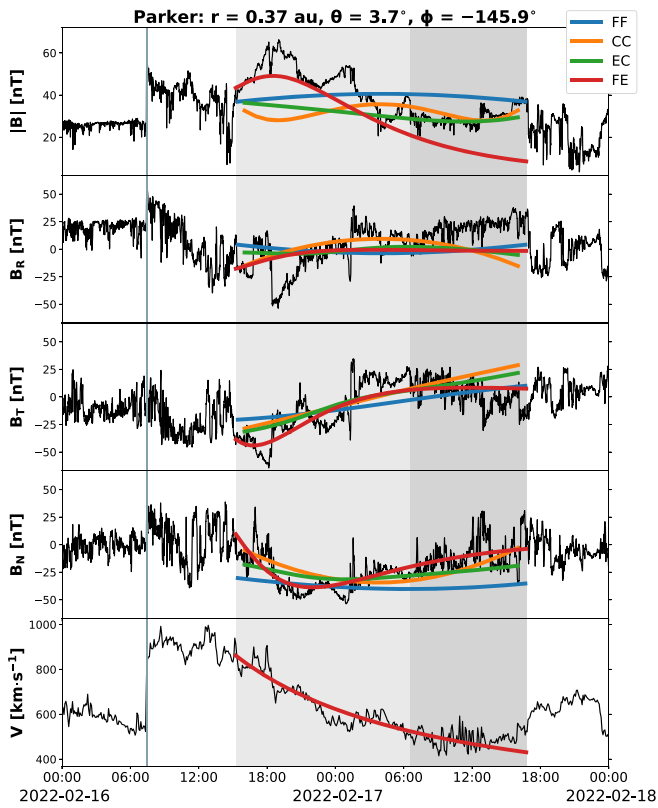 Parker: r = 0.37 au, θ = 3.7°, ϕ = −145.9°
FF
CC
EC
FE
|B| [nT]
60
40
20
B_R [nT]
50
25
0
−25
−50
B_T [nT]
50
25
0
−25
−50
B_N [nT]
50
25
0
−25
−50
V [km·s⁻¹]
1000
800
600
400
00:00 06:00 12:00 18:00 00:00 06:00 12:00 18:00 00:00
2022-02-16 2022-02-17 2022-02-18